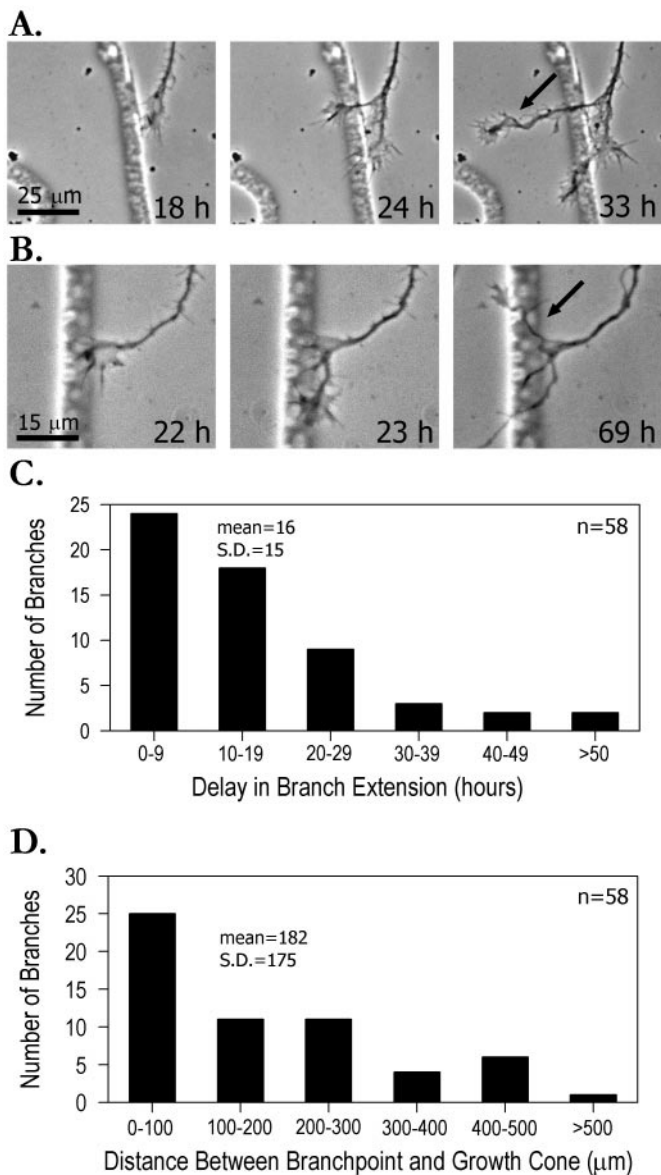 A.
25 μm
18 h
24 h
33 h
B.
15 μm
22 h
23 h
69 h
C.
Number of Branches
25
20
15
10
5
0
mean=16
S.D.=15
n=58
0-9 10-19 20-29 30-39 40-49 >50
Delay in Branch Extension (hours)
D.
Number of Branches
30
25
20
15
10
5
0
mean=182
S.D.=175
n=58
0-100 100-200 200-300 300-400 400-500 >500
Distance Between Branchpoint and Growth Cone (μm)